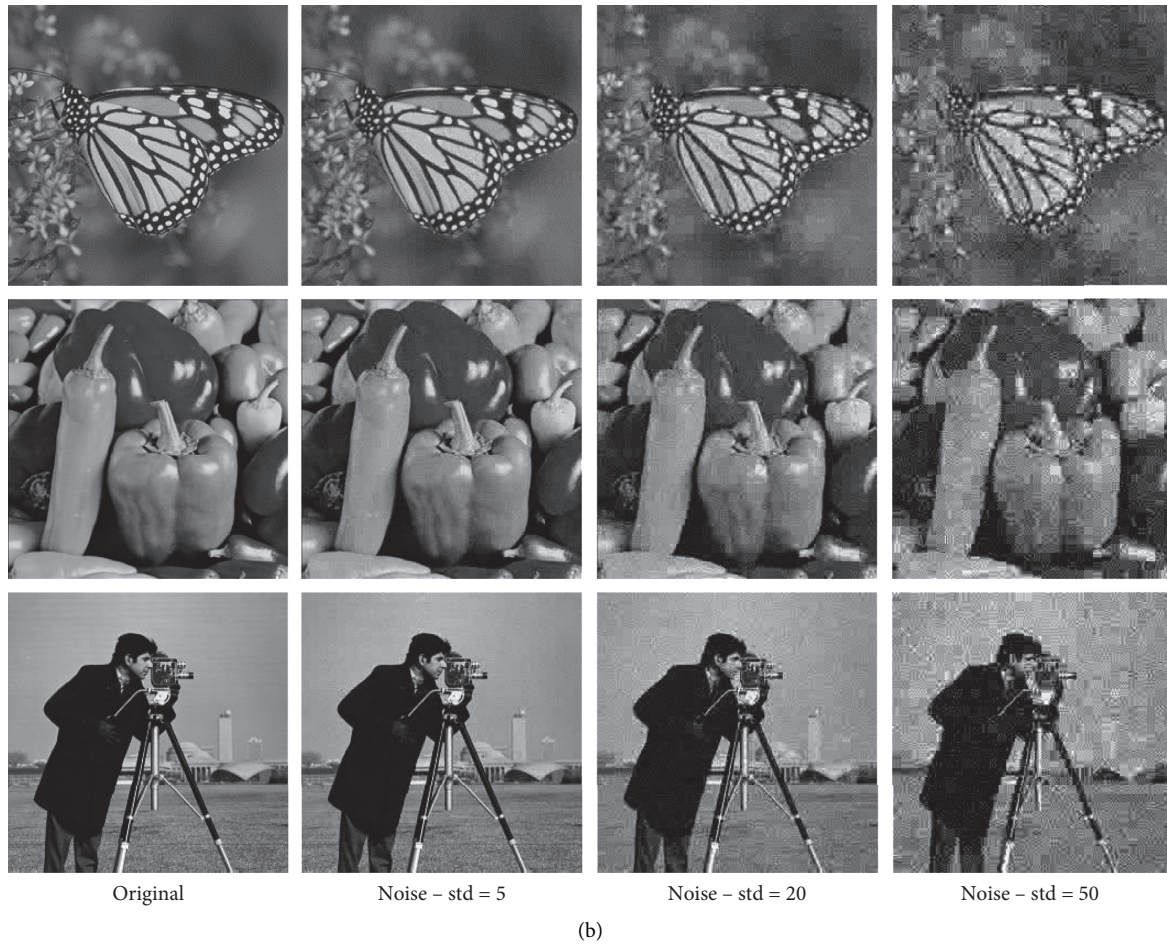 Original
Noise – std = 5
Noise – std = 20
Noise – std = 50
(b)